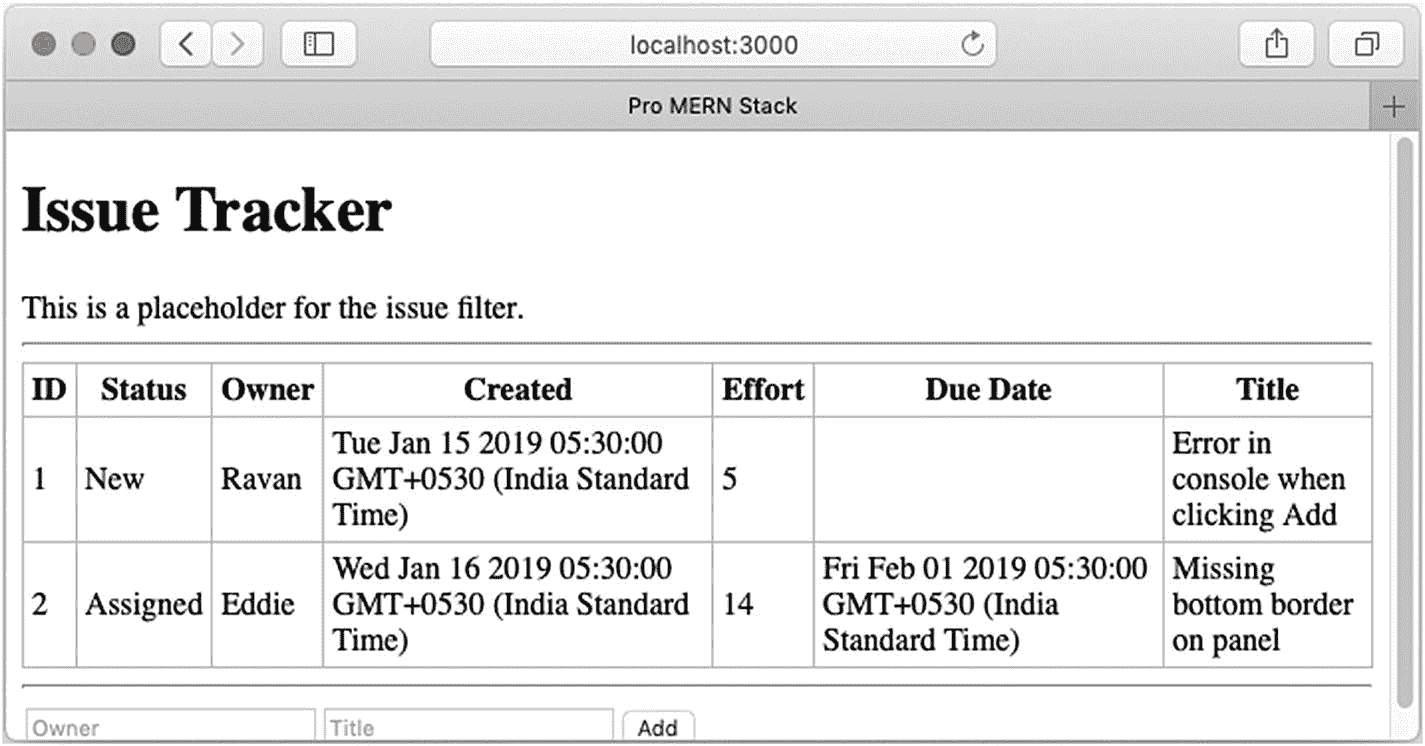 localhost:3000
Pro MERN Stack
Issue Tracker
This is a placeholder for the issue filter.
ID Status Owner Created Effort Due Date Title
1 New Ravan Tue Jan 15 2019 05:30:00 GMT+0530 (India Standard Time) 5 Error in console when clicking Add
2 Assigned Eddie Wed Jan 16 2019 05:30:00 GMT+0530 (India Standard Time) 14 Fri Feb 01 2019 05:30:00 GMT+0530 (India Standard Time) Missing bottom border on panel
Owner Title Add